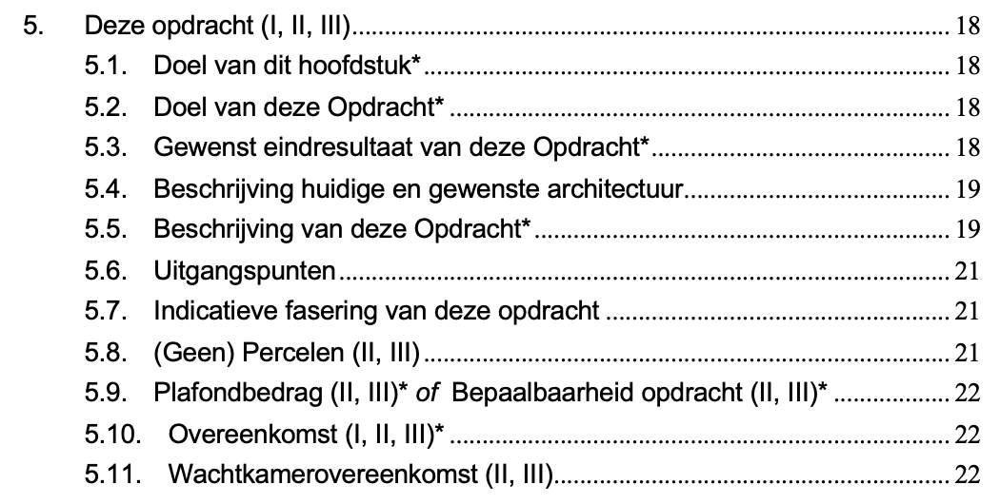 5. Deze opdracht (I, II, III)........................................................................................... 18
5.1. Doel van dit hoofdstuk*................................................................................ 18
5.2. Doel van deze Opdracht* ............................................................................ 18
5.3. Gewenst eindresultaat van deze Opdracht*.............................................. 18
5.4. Beschrijving huidige en gewenste architectuur......................................... 19
5.5. Beschrijving van deze Opdracht*............................................................... 19
5.6. Uitgangspunten............................................................................................. 21
5.7. Indicatieve fasering van deze opdracht ..................................................... 21
5.8. (Geen) Percelen (II, III)................................................................................ 21
5.9. Plafondbedrag (II, III)* of Bepaalbaarheid opdracht (II, III)* .................. 22
5.10. Overeenkomst (I, II, III)* ............................................................................ 22
5.11. Wachtkamerovereenkomst (II, III)............................................................. 22